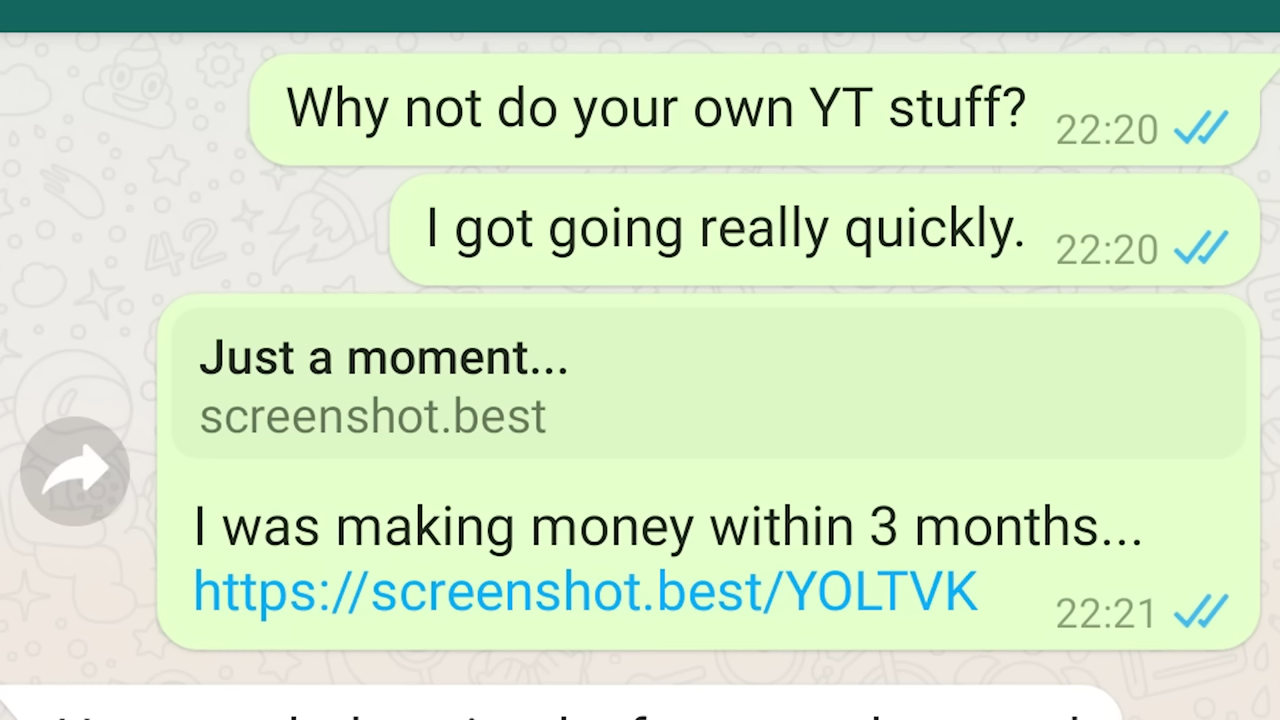 Why not do your own YT stuff? 22:20
I got going really quickly. 22:20
Just a moment...
screenshot.best
I was making money within 3 months...
https://screenshot.best/YOLTVK 22:21